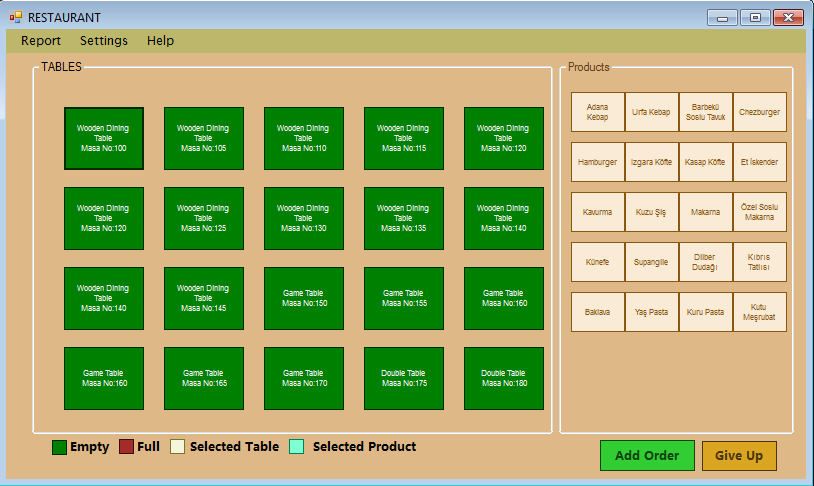 RESTAURANT
Report Settings Help
TABLES
Wooden Dining
Table
Masa No:100
Wooden Dining
Table
Masa No:105
Wooden Dining
Table
Masa No:110
Wooden Dining
Table
Masa No:115
Wooden Dining
Table
Masa No:120
Wooden Dining
Table
Masa No:120
Wooden Dining
Table
Masa No:125
Wooden Dining
Table
Masa No:130
Wooden Dining
Table
Masa No:135
Wooden Dining
Table
Masa No:140
Wooden Dining
Table
Masa No:140
Wooden Dining
Table
Masa No:145
Game Table
Masa No:150
Game Table
Masa No:155
Game Table
Masa No:160
Game Table
Masa No:160
Game Table
Masa No:165
Game Table
Masa No:170
Double Table
Masa No:175
Double Table
Masa No:180
Empty Full Selected Table Selected Product
Products
Adana
Kebap
Urfa Kebap
Barbekü
Soslu Tavuk
Chezburger
Hamburger
Izgara Köfte
Kasap Köfte
Et İskender
Kavurma
Kuzu Şiş
Makarna
Özel Soslu
Makarna
Künefe
Supangile
Dilber
Dudağı
Kıbrıs
Tatlısı
Baklava
Yaş Pasta
Kuru Pasta
Kutu
Meşrubat
Add Order
Give Up